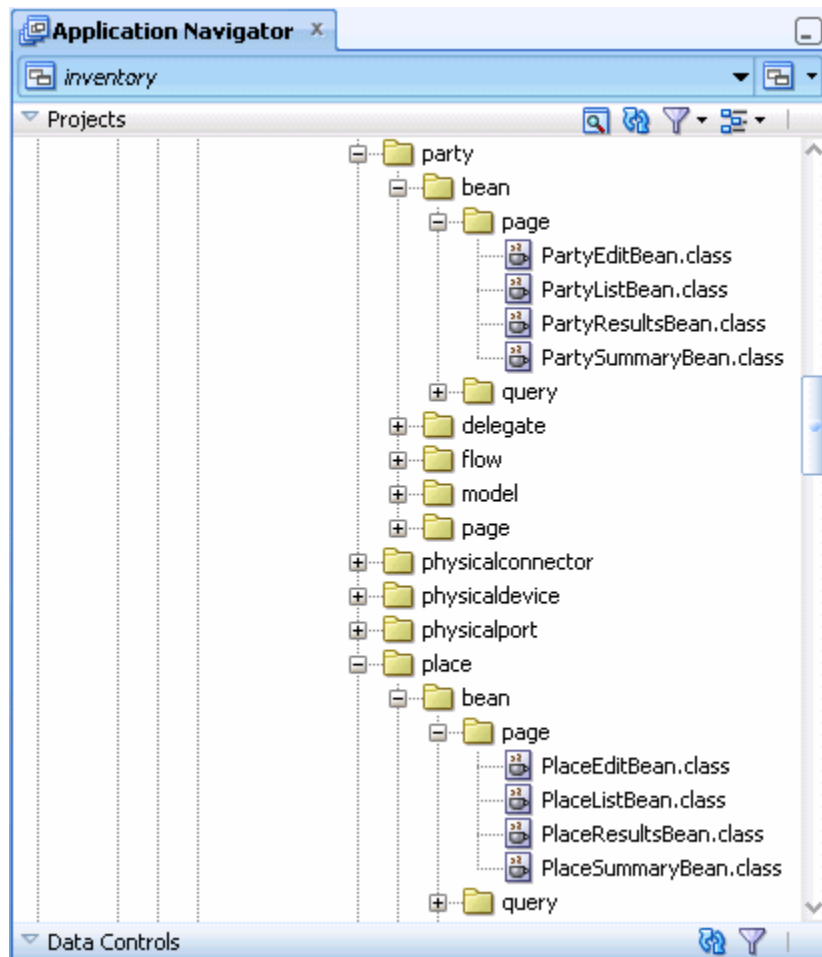 Application Navigator
inventory
Projects
party
bean
page
PartyEditBean.class
PartyListBean.class
PartyResultsBean.class
PartySummaryBean.class
query
delegate
flow
model
page
physicalconnector
physicaldevice
physicalport
place
bean
page
PlaceEditBean.class
PlaceListBean.class
PlaceResultsBean.class
PlaceSummaryBean.class
query
Data Controls